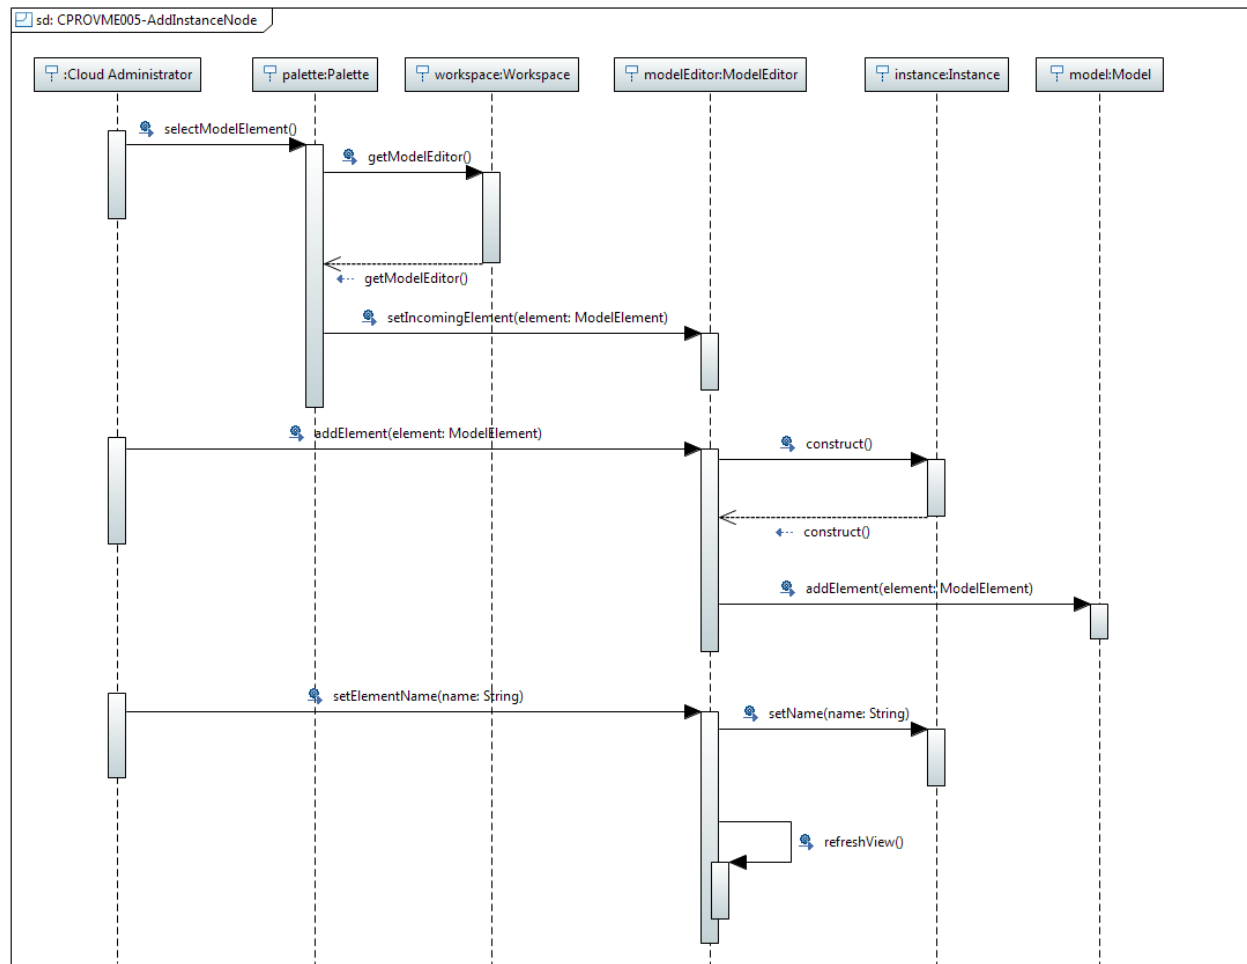 sd: CPROVME005-AddInstanceNode
:Cloud Administrator
palette:Palette
workspace:Workspace
modelEditor:ModelEditor
instance:Instance
model:Model
selectModelElement()
getModelEditor()
getModelEditor()
setIncomingElement(element: ModelElement)
addElement(element: ModelElement)
construct()
construct()
addElement(element: ModelElement)
setElementName(name: String)
setName(name: String)
refreshView()